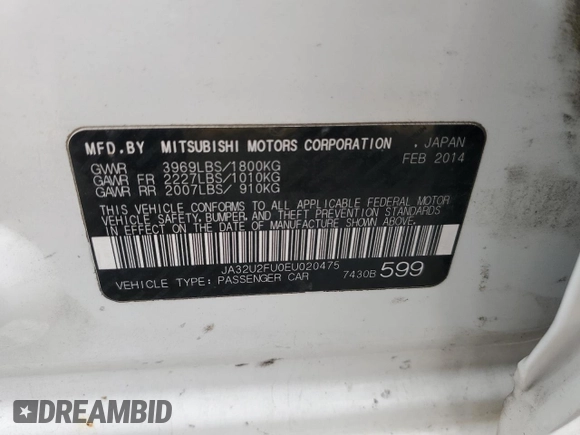 MFD.BY MITSUBISHI MOTORS CORPORATION , JAPAN
FEB 2014
GVWR 3969LBS/1800KG
GAWR FR 2227LBS/1010KG
GAWR RR 2007LBS/ 910KG
THIS VEHICLE CONFORMS TO ALL APPLICABLE FEDERAL MOTOR
VEHICLE SAFETY, BUMPER, AND THEFT PREVENTION STANDARDS
IN EFFECT ON THE DATE OF MANUFACTURE SHOWN ABOVE.
JA32U2FU0EU020475
VEHICLE TYPE: PASSENGER CAR 7430B 599
DREAMBID